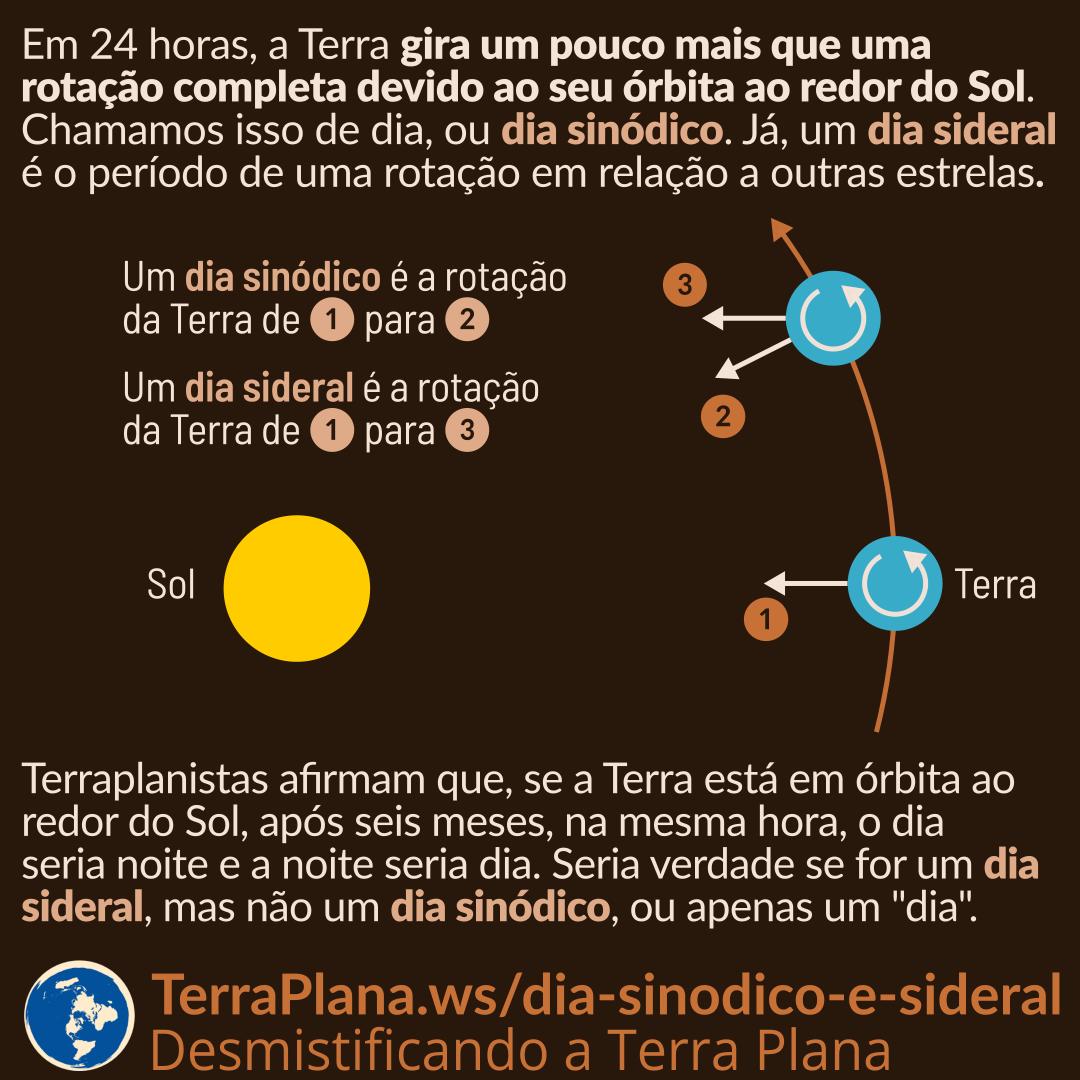 Em 24 horas, a Terra gira um pouco mais que uma
rotação completa devido ao seu órbita ao redor do Sol.
Chamamos isso de dia, ou dia sinódico. Já, um dia sideral
é o período de uma rotação em relação a outras estrelas.
Um dia sinódico é a rotação
da Terra de 1 para 2
Um dia sideral é a rotação
da Terra de 1 para 3
3
2
Sol
1
Terra
Terraplanistas afirmam que, se a Terra está em órbita ao
redor do Sol, após seis meses, na mesma hora, o dia
seria noite e a noite seria dia. Seria verdade se for um dia
sideral, mas não um dia sinódico, ou apenas um "dia".
TerraPlana.ws/dia-sinodico-e-sideral
Desmistificando a Terra Plana